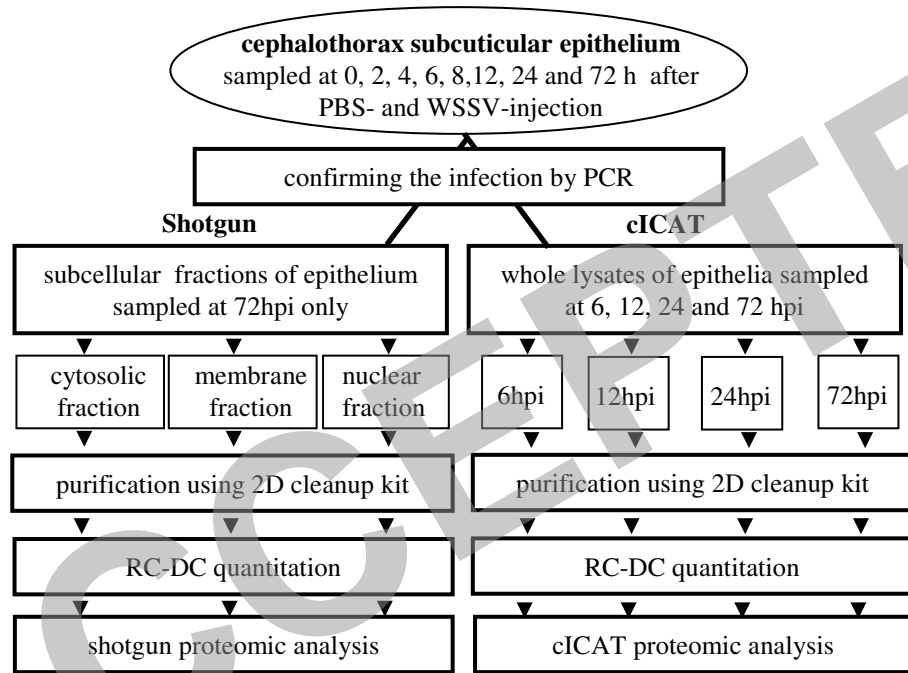 cephalothorax subcuticular epithelium
sampled at 0, 2, 4, 6, 8,12, 24 and 72 h after
PBS- and WSSV-injection
confirming the infection by PCR
Shotgun
cICAT
subcellular fractions of epithelium
sampled at 72hpi only
whole lysates of epithelia sampled
at 6, 12, 24 and 72 hpi
cytosolic
fraction
membrane
fraction
nuclear
fraction
6hpi
12hpi
24hpi
72hpi
purification using 2D cleanup kit
purification using 2D cleanup kit
RC-DC quantitation
RC-DC quantitation
shotgun proteomic analysis
cICAT proteomic analysis
CCEPTE